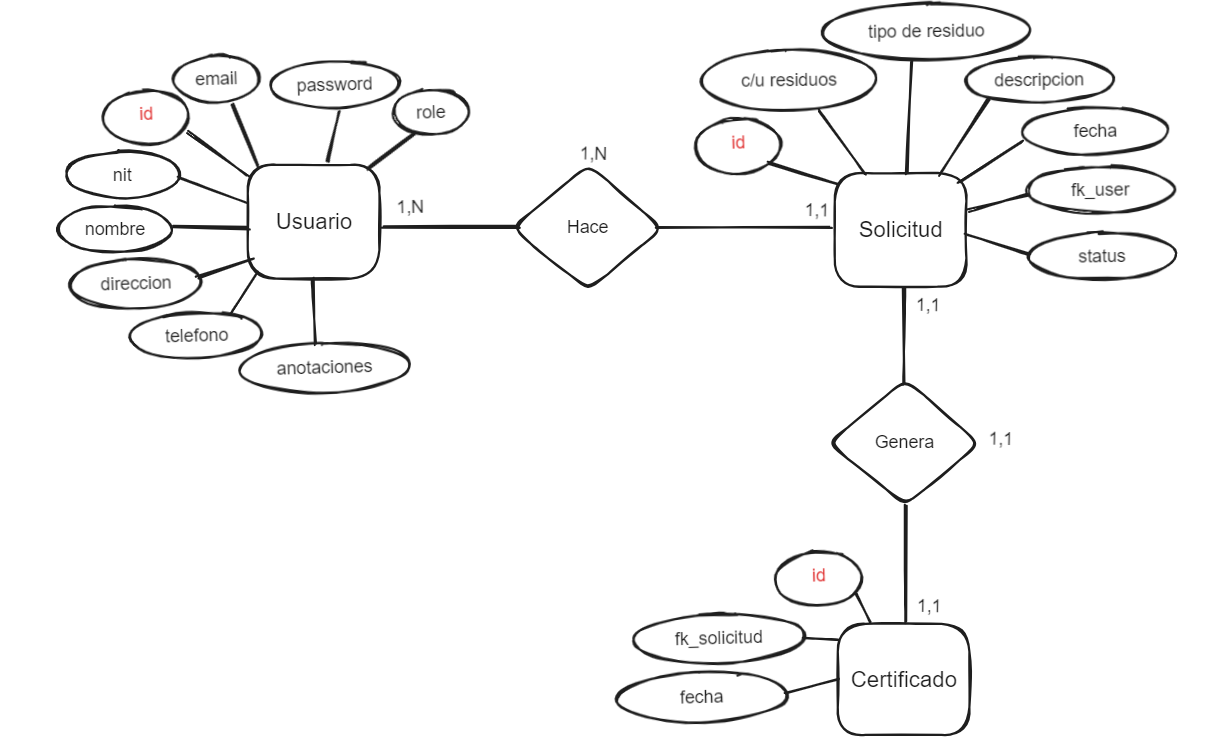 tipo de residuo
email
password
c/u residuos
descripcion
id
role
fecha
id
nit
1,N
fk_user
nombre
Usuario
1,N
Hace
1,1
Solicitud
status
direccion
telefono
anotaciones
1,1
Genera
1,1
id
1,1
fk_solicitud
Certificado
fecha